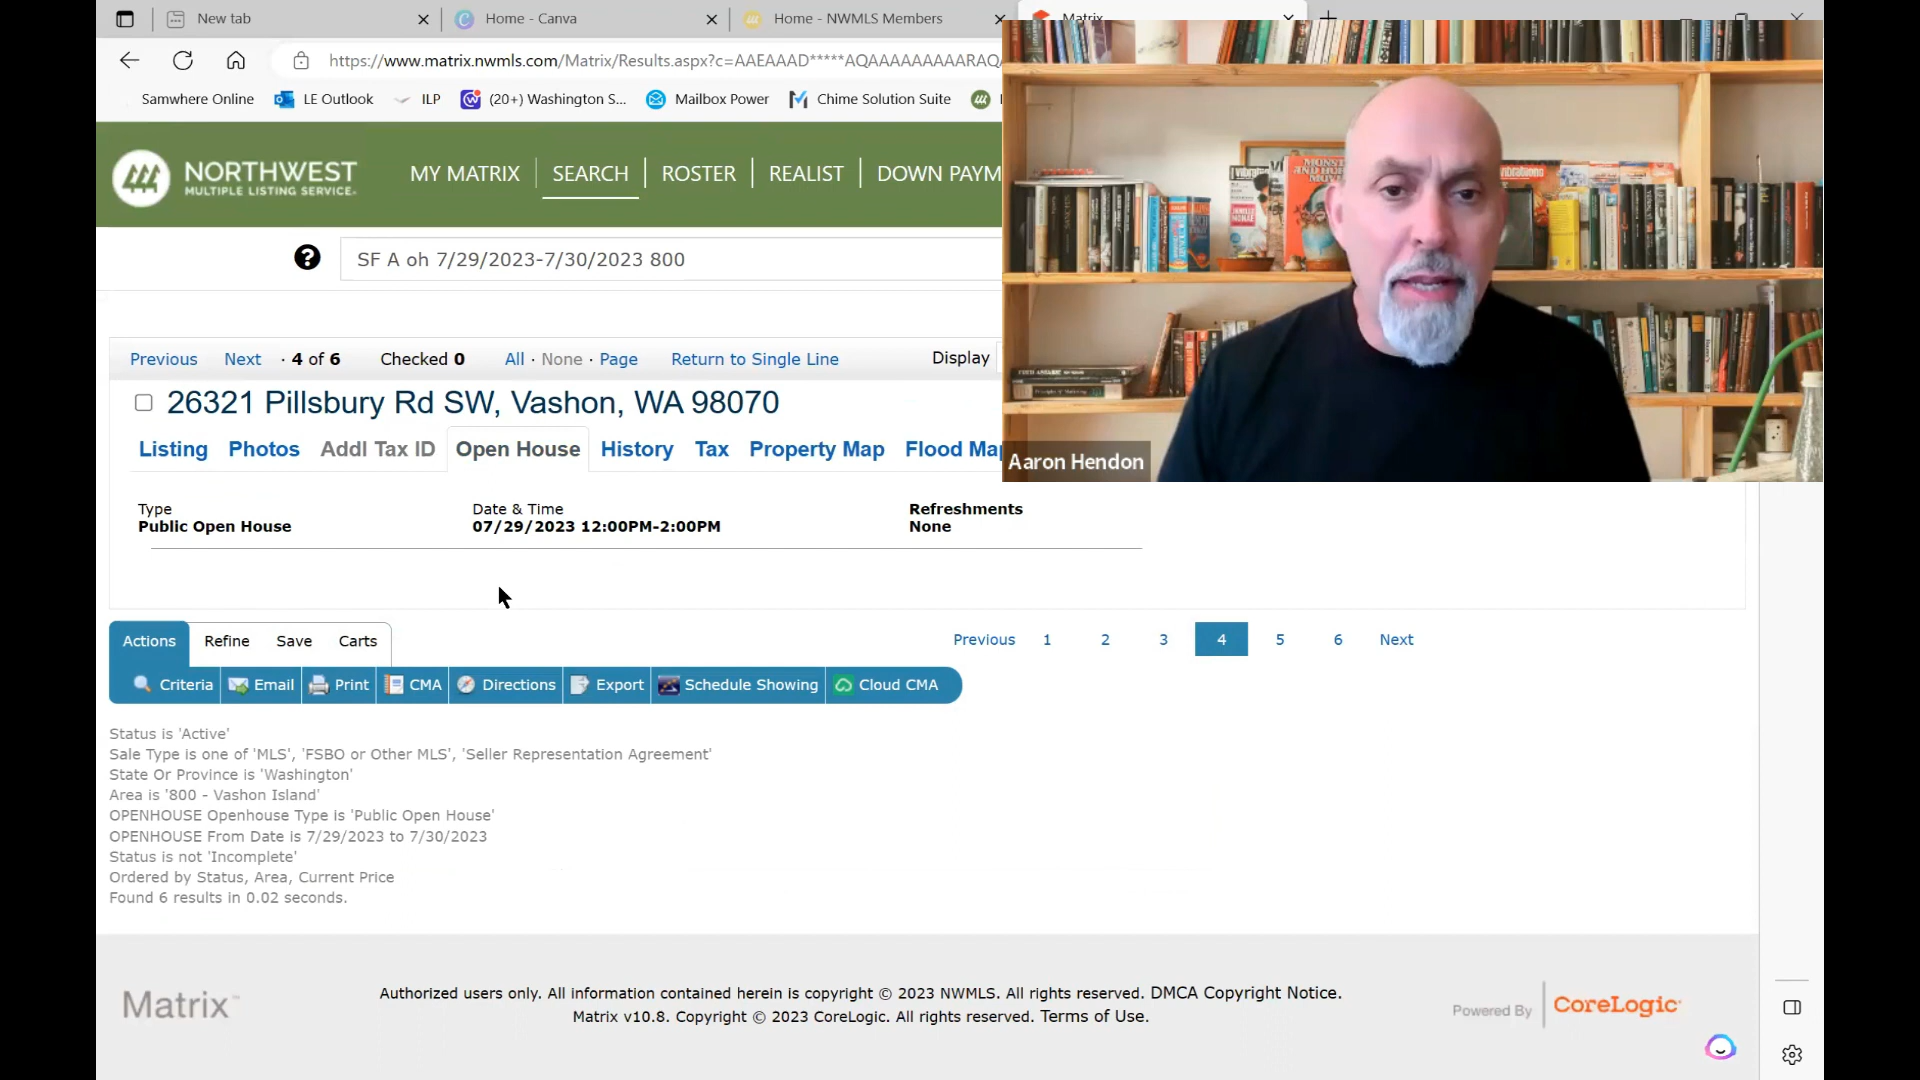 New tab
Home - Canva
Home - NWMLS Members
Matrix
https://www.matrix.nwmls.com/Matrix/Results.aspx?c=AAEAAAD*****AQAAAAAAAAARAQA
Samwhere Online
LE Outlook
ILP
(20+) Washington S...
Mailbox Power
Chime Solution Suite
NORTHWEST
MULTIPLE LISTING SERVICE
MY MATRIX
SEARCH
ROSTER
REALIST
DOWN PAYM
SF A oh 7/29/2023-7/30/2023 800
Previous Next · 4 of 6 Checked 0 All · None · Page Return to Single Line Display
26321 Pillsbury Rd SW, Vashon, WA 98070
Listing Photos Addl Tax ID Open House History Tax Property Map Flood Map
Aaron Hendon
Type Date & Time Refreshments
Public Open House 07/29/2023 12:00PM-2:00PM None
Actions Refine Save Carts
Previous 1 2 3 4 5 6 Next
Criteria Email Print CMA Directions Export Schedule Showing Cloud CMA
Status is 'Active'
Sale Type is one of 'MLS', 'FSBO or Other MLS', 'Seller Representation Agreement'
State Or Province is 'Washington'
Area is '800 - Vashon Island'
OPENHOUSE Openhouse Type is 'Public Open House'
OPENHOUSE From Date is 7/29/2023 to 7/30/2023
Status is not 'Incomplete'
Ordered by Status, Area, Current Price
Found 6 results in 0.02 seconds.
Matrix™
Authorized users only. All information contained herein is copyright © 2023 NWMLS. All rights reserved. DMCA Copyright Notice.
Matrix v10.8. Copyright © 2023 CoreLogic. All rights reserved. Terms of Use.
Powered By CoreLogic